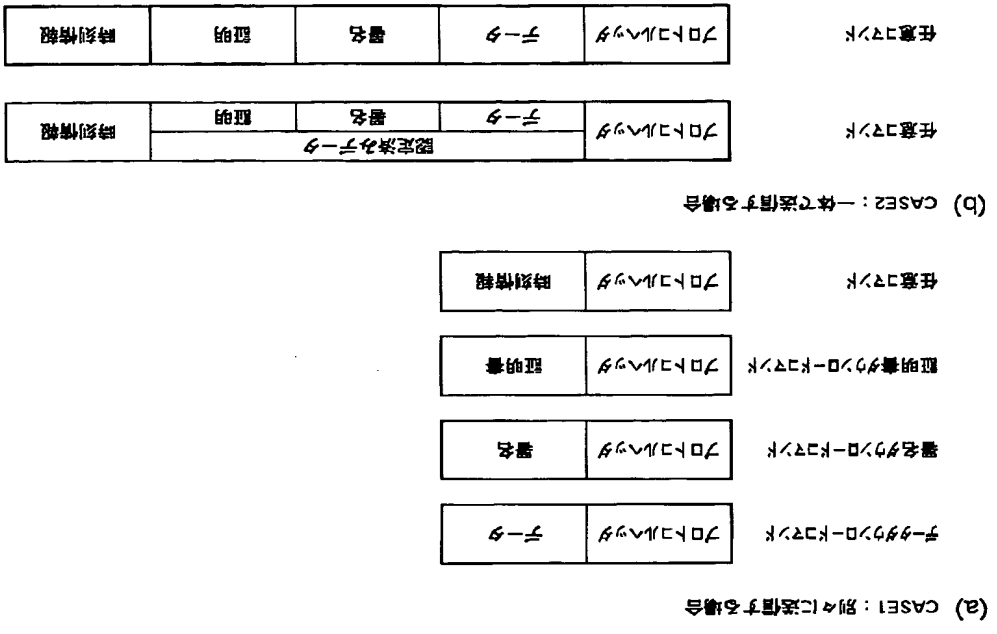 (a) CASE1：別々に送信する場合
データダウンロードコマンド プロトコルヘッダ データ
署名ダウンロードコマンド プロトコルヘッダ 署名
証明書ダウンロードコマンド プロトコルヘッダ 証明書
任意コマンド プロトコルヘッダ 時刻情報
(b) CASE2：一体で送信する場合
任意コマンド プロトコルヘッダ 認定済みデータ 時刻情報
データ 署名 証明
任意コマンド プロトコルヘッダ データ 署名 証明 時刻情報